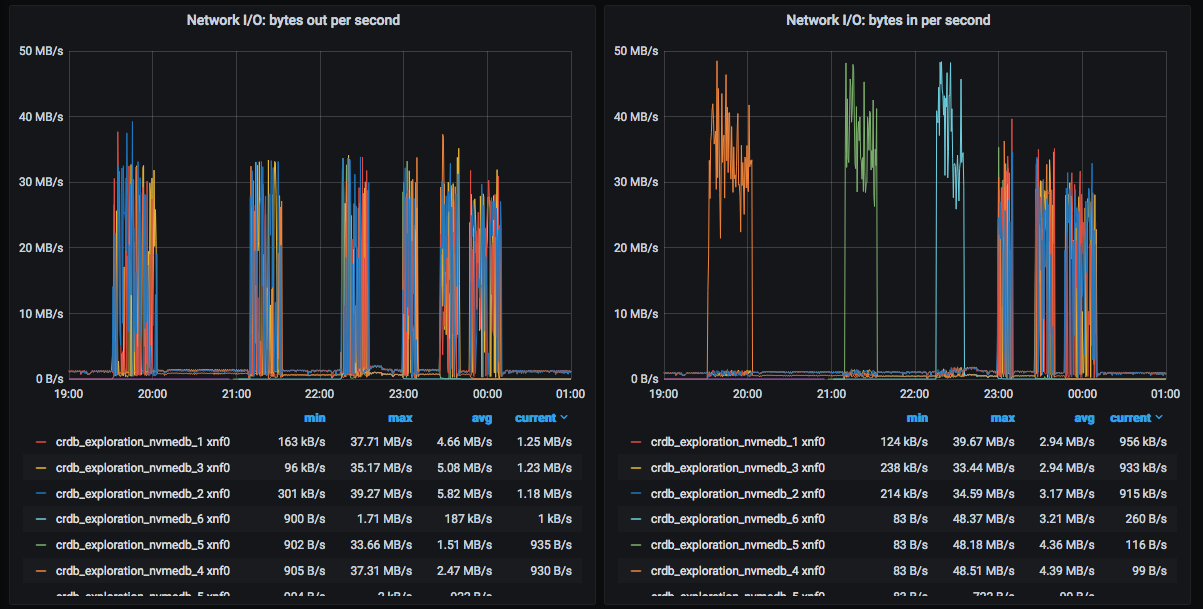 Network I/O: bytes out per second
50 MB/s
40 MB/s
30 MB/s
20 MB/s
10 MB/s
0 B/s
19:00 20:00 21:00 22:00 23:00 00:00 01:00
min max avg current
crdb_exploration_nvmedb_1 xnf0 163 kB/s 37.71 MB/s 4.66 MB/s 1.25 MB/s
crdb_exploration_nvmedb_3 xnf0 96 kB/s 35.17 MB/s 5.08 MB/s 1.23 MB/s
crdb_exploration_nvmedb_2 xnf0 301 kB/s 39.27 MB/s 5.82 MB/s 1.18 MB/s
crdb_exploration_nvmedb_6 xnf0 900 B/s 1.71 MB/s 187 kB/s 1 kB/s
crdb_exploration_nvmedb_5 xnf0 902 B/s 33.66 MB/s 1.51 MB/s 935 B/s
crdb_exploration_nvmedb_4 xnf0 905 B/s 37.31 MB/s 2.47 MB/s 930 B/s
Network I/O: bytes in per second
50 MB/s
40 MB/s
30 MB/s
20 MB/s
10 MB/s
0 B/s
19:00 20:00 21:00 22:00 23:00 00:00 01:00
min max avg current
crdb_exploration_nvmedb_1 xnf0 124 kB/s 39.67 MB/s 2.94 MB/s 956 kB/s
crdb_exploration_nvmedb_3 xnf0 238 kB/s 33.44 MB/s 2.94 MB/s 933 kB/s
crdb_exploration_nvmedb_2 xnf0 214 kB/s 34.59 MB/s 3.17 MB/s 915 kB/s
crdb_exploration_nvmedb_6 xnf0 83 B/s 48.37 MB/s 3.21 MB/s 260 B/s
crdb_exploration_nvmedb_5 xnf0 83 B/s 48.18 MB/s 4.36 MB/s 116 B/s
crdb_exploration_nvmedb_4 xnf0 83 B/s 48.51 MB/s 4.39 MB/s 99 B/s